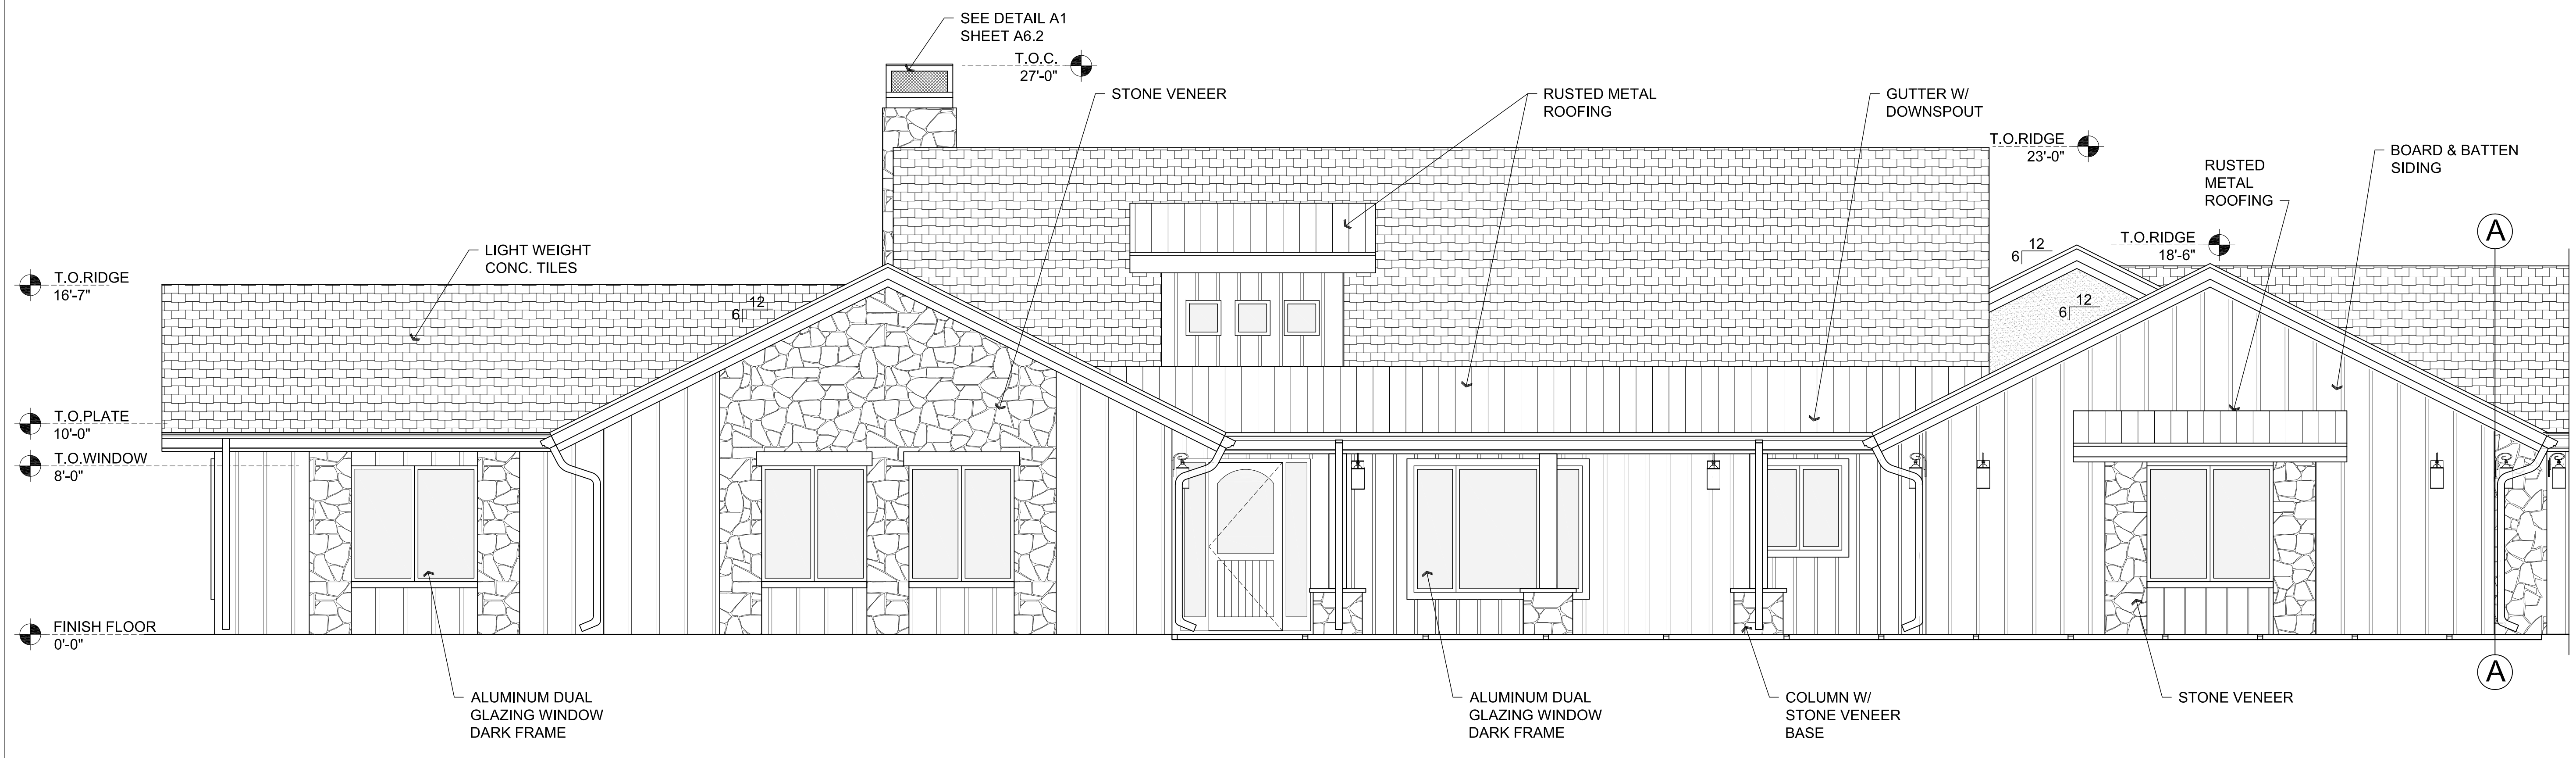 SEE DETAIL A1
SHEET A6.2
T.O.C.
27'-0"
STONE VENEER
RUSTED METAL
ROOFING
GUTTER W/
DOWNSPOUT
T.O.RIDGE
23'-0"
RUSTED
METAL
ROOFING
BOARD & BATTEN
SIDING
LIGHT WEIGHT
CONC. TILES
T.O.RIDGE
16'-7"
12
6
12
6
T.O.RIDGE
18'-6"
12
6
A
T.O.PLATE
10'-0"
T.O.WINDOW
8'-0"
FINISH FLOOR
0'-0"
ALUMINUM DUAL
GLAZING WINDOW
DARK FRAME
ALUMINUM DUAL
GLAZING WINDOW
DARK FRAME
COLUMN W/
STONE VENEER
BASE
STONE VENEER
A